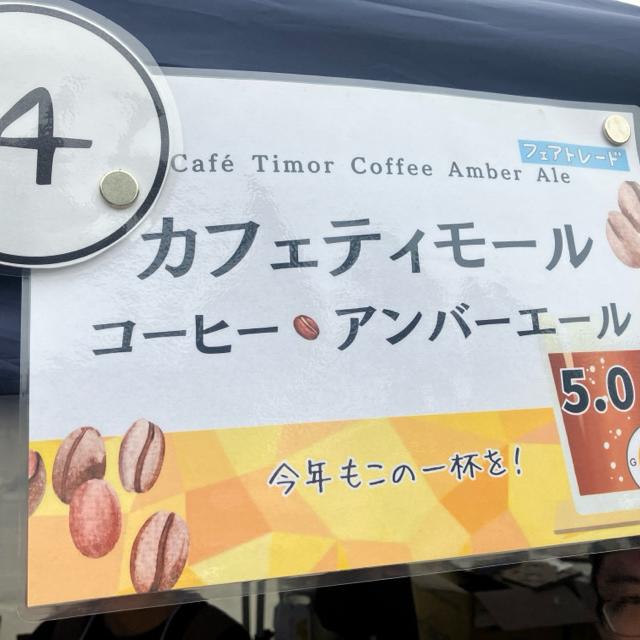 4
フェアトレード
Café Timor Coffee Amber Ale
カフェティモール
コーヒー アンバーエール
5.0
今年もこの一杯を!